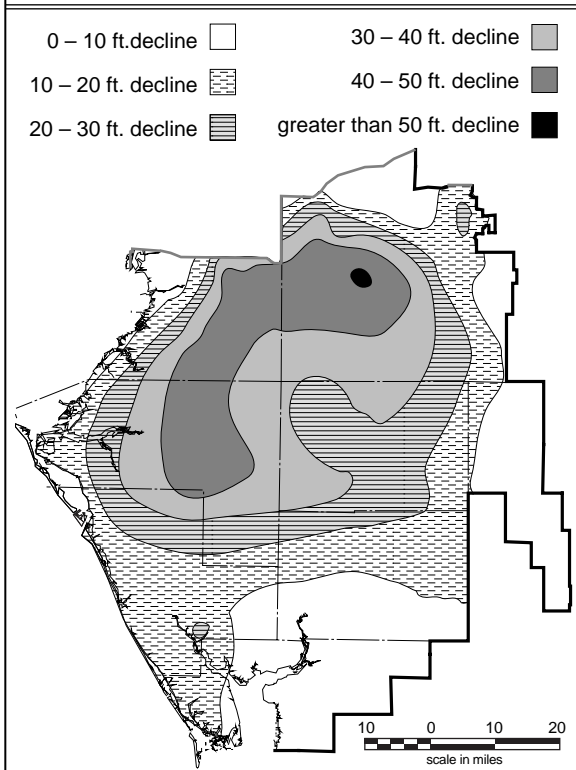 0 – 10 ft.decline
30 – 40 ft. decline
10 – 20 ft. decline
40 – 50 ft. decline
20 – 30 ft. decline
greater than 50 ft. decline
10 0 10 20
scale in miles